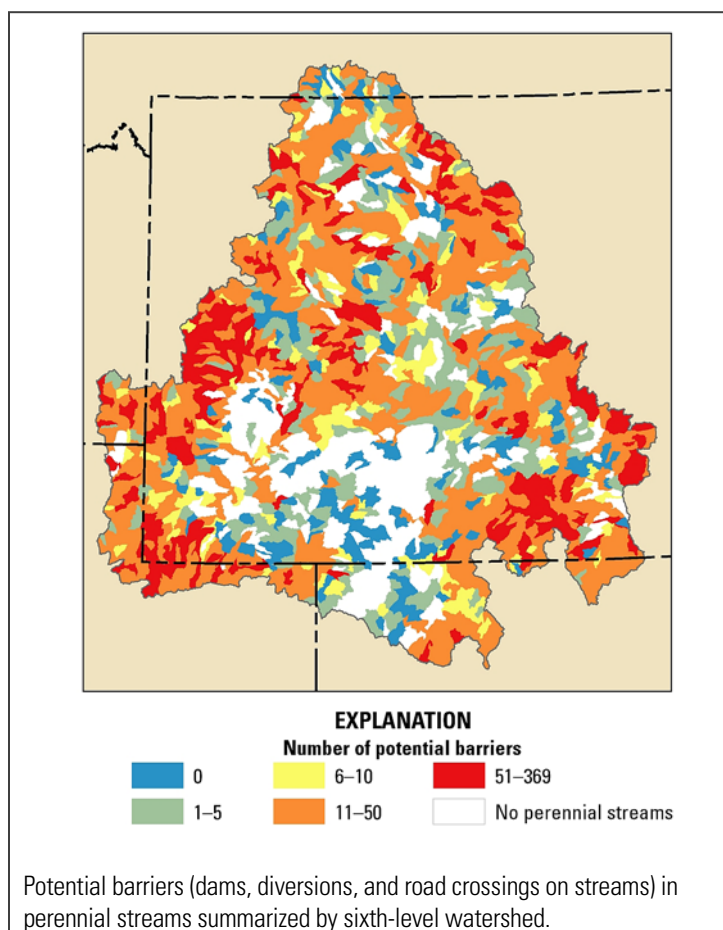 EXPLANATION
Number of potential barriers
0
6–10
51–369
1–5
11–50
No perennial streams
Potential barriers (dams, diversions, and road crossings on streams) in
perennial streams summarized by sixth-level watershed.